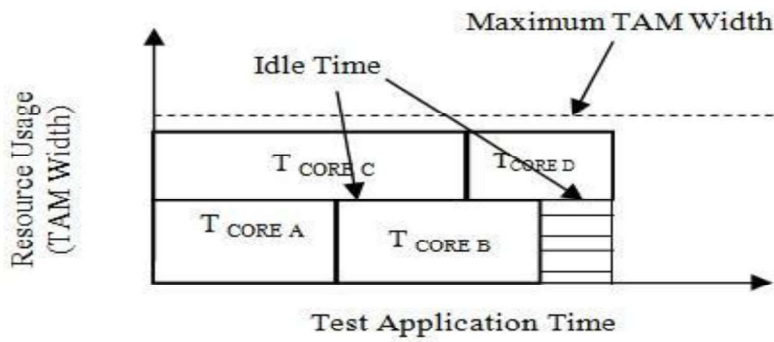 Maximum TAM Width
Idle Time
Resource Usage
(TAM Width)
T CORE C
T CORE D
T CORE A
T CORE B
Test Application Time